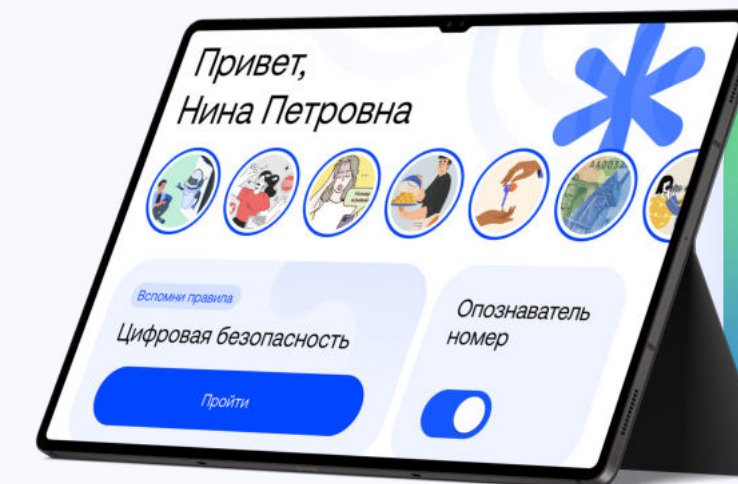 Привет,
Нина Петровна
Вспомни правила
Цифровая безопасность
Пройти
Опознаватель
номер